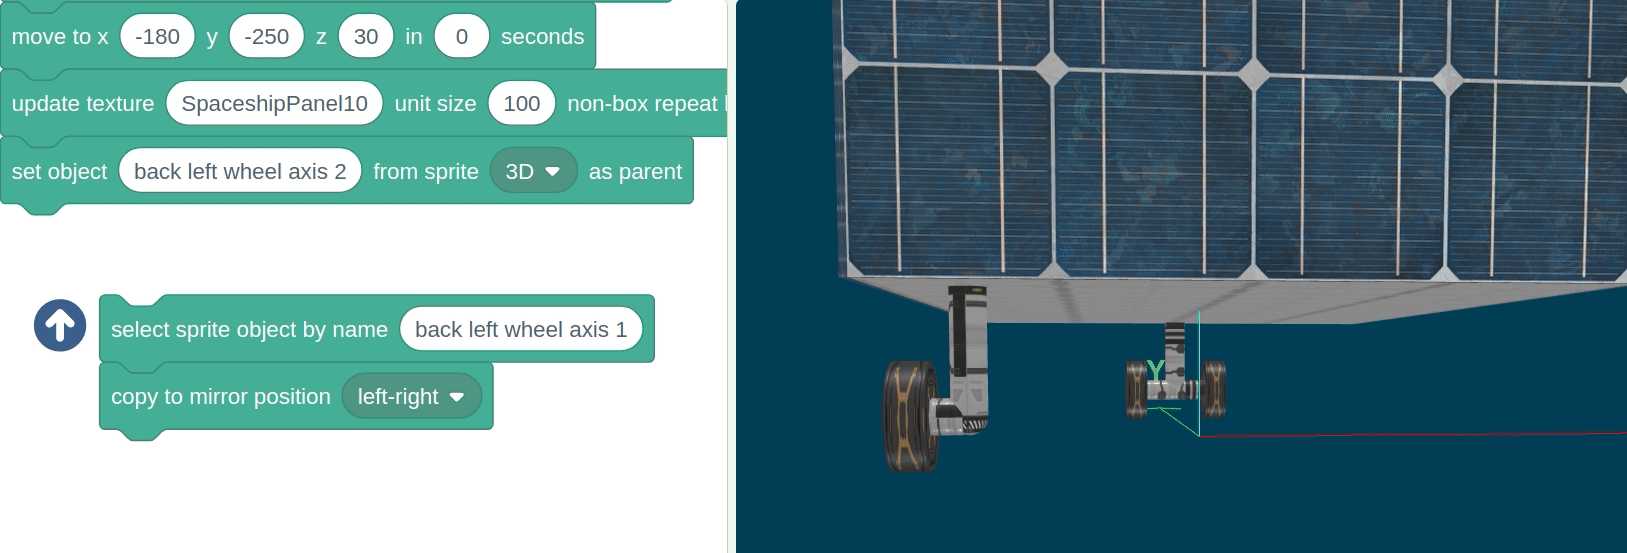 move to x -180 y -250 z 30 in 0 seconds
update texture SpaceshipPanel10 unit size 100 non-box repeat
set object back left wheel axis 2 from sprite 3D as parent
select sprite object by name back left wheel axis 1
copy to mirror position left-right
Y